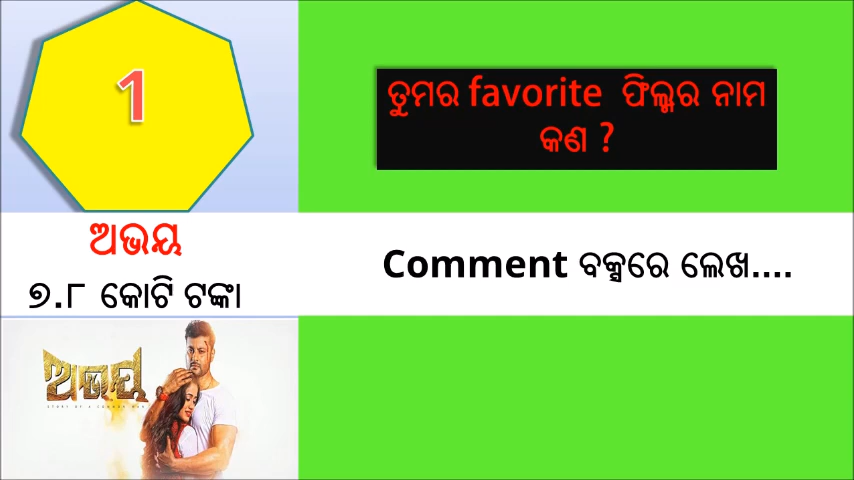 1
ତୁମର favorite ଫିଲ୍ମର ନାମ
କଣ ?
ଅଭୟ
୭.୮ କୋଟି ଟଙ୍କା
Comment ବକ୍ସରେ ଲେଖ....
ଅଭୟ